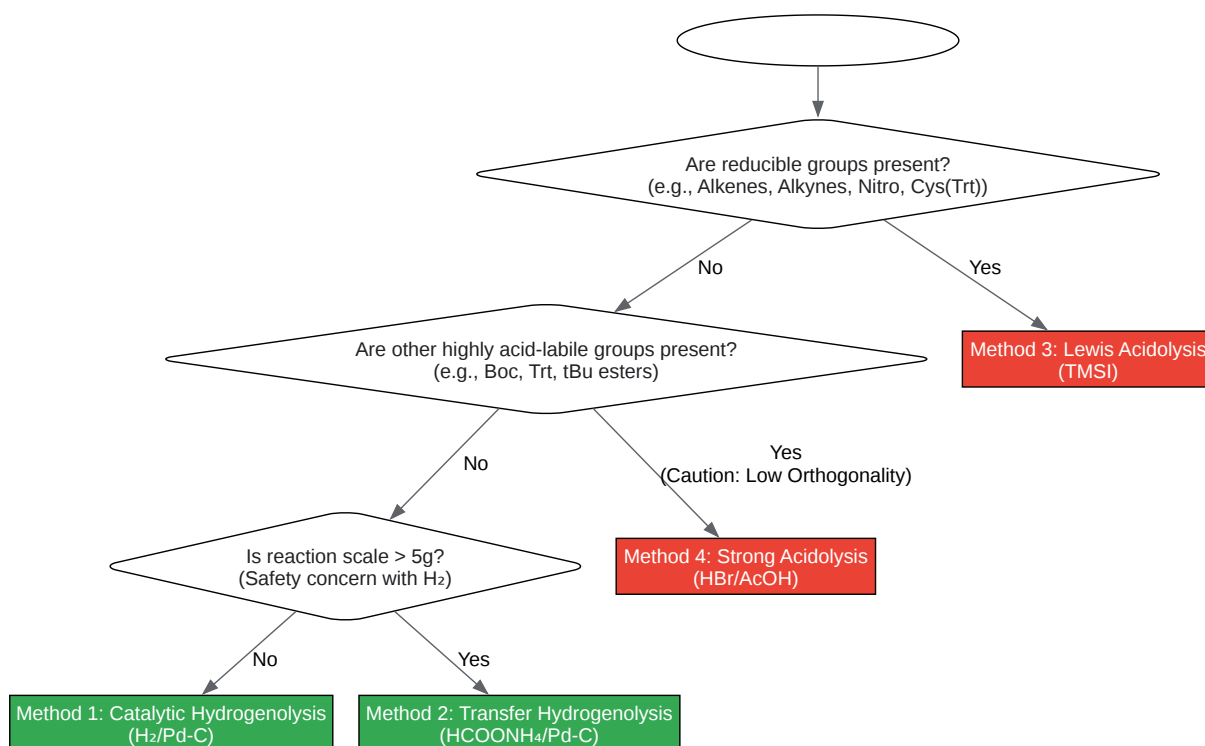 Are reducible groups present?
(e.g., Alkenes, Alkynes, Nitro, Cys(Trt))
No
Yes
Are other highly acid-labile groups present?
(e.g., Boc, Trt, tBu esters)
Method 3: Lewis Acidolysis
(TMSI)
No
Yes
(Caution: Low Orthogonality)
Is reaction scale > 5g?
(Safety concern with H₂)
Method 4: Strong Acidolysis
(HBr/AcOH)
No
Yes
Method 1: Catalytic Hydrogenolysis
(H₂/Pd-C)
Method 2: Transfer Hydrogenolysis
(HCOONH₄/Pd-C)